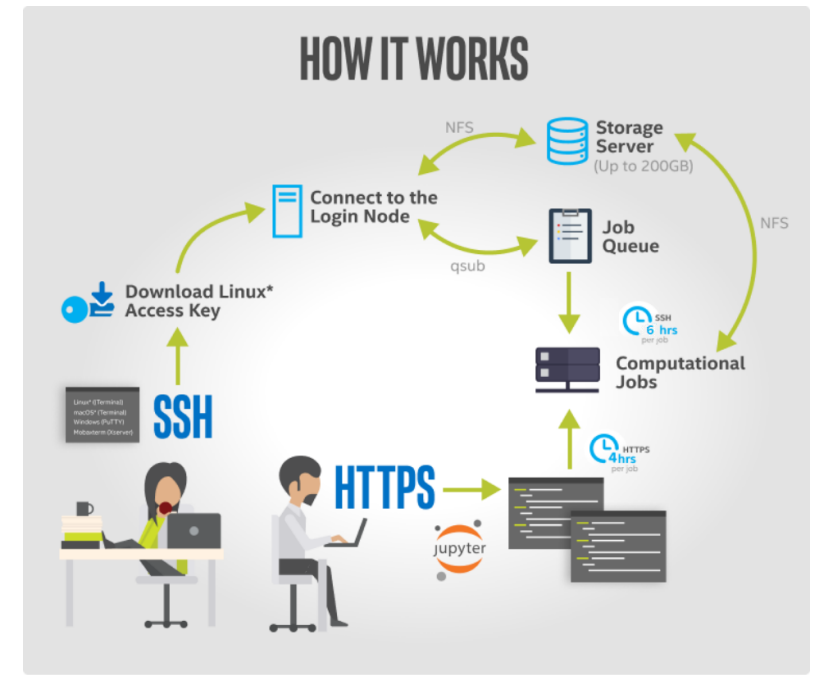 HOW IT WORKS
NFS
Storage
Server
(Up to 200GB)
Connect to the
Login Node
Job
Queue
NFS
qsub
Download Linux*
Access Key
SSH
6 hrs
per job
Computational
Jobs
Linux* (Terminal)
macOS* (Terminal)
Windows (PuTTY)
SSH
HTTPS
4hrs
per job
HTTPS
jupyter